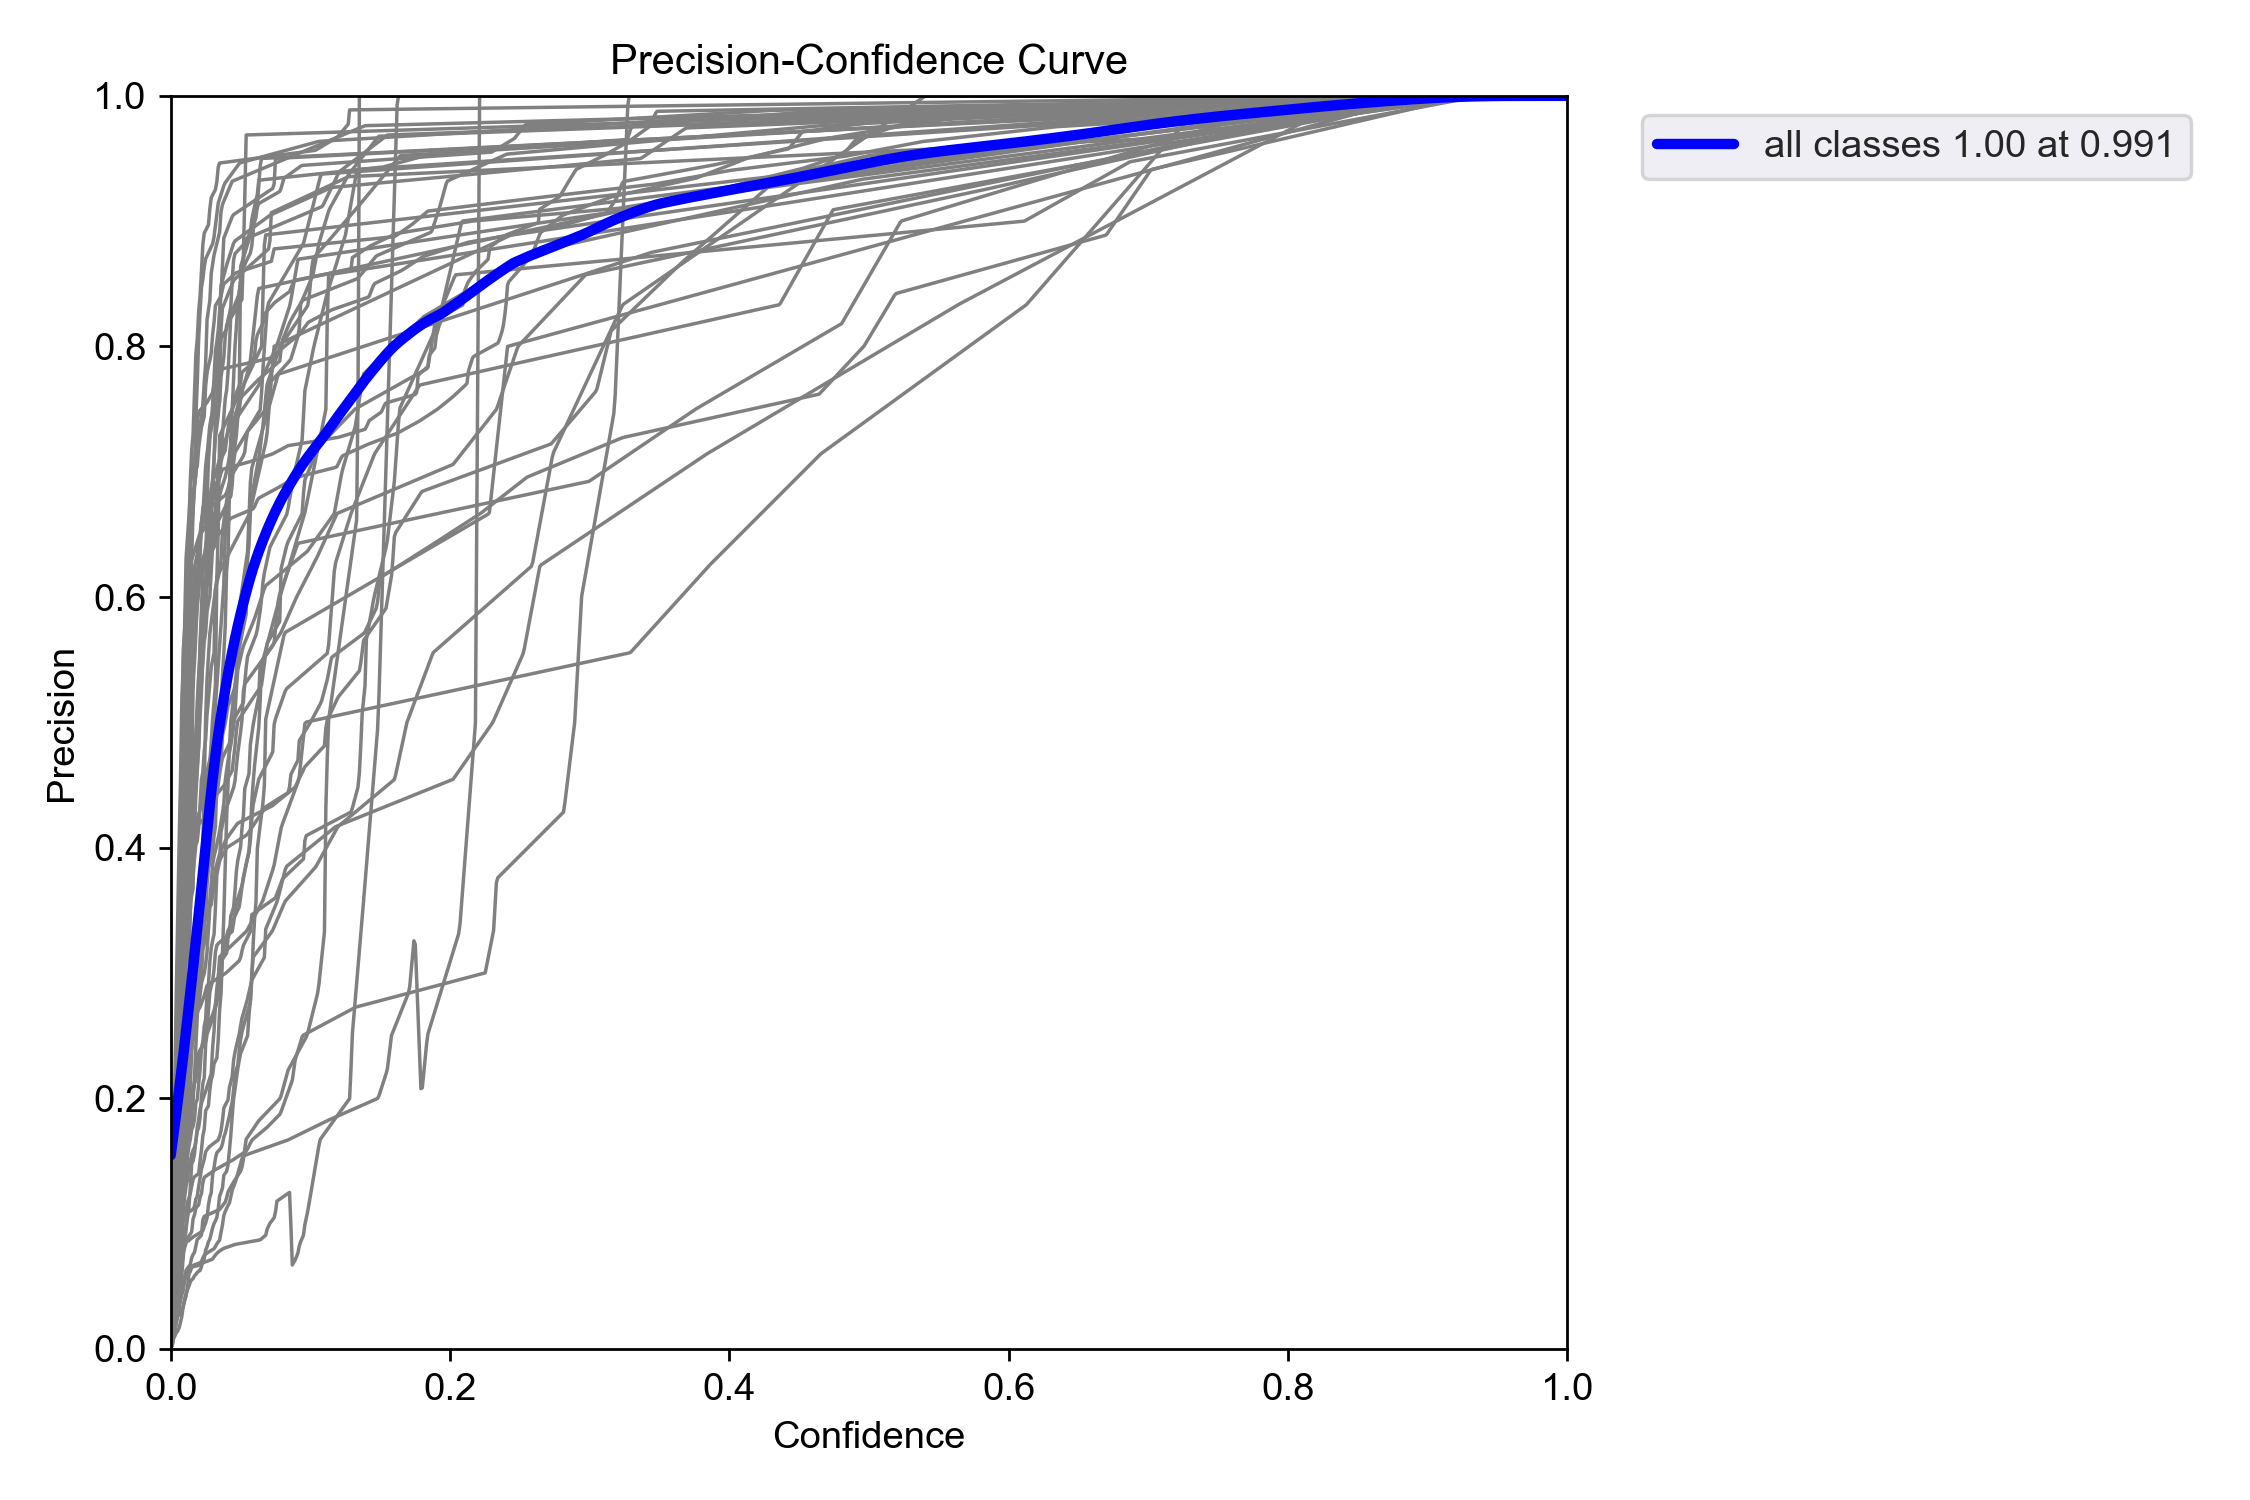 Precision-Confidence Curve
1.0
0.8
0.6
0.4
0.2
0.0
Precision
0.0 0.2 0.4 0.6 0.8 1.0
Confidence
all classes 1.00 at 0.991